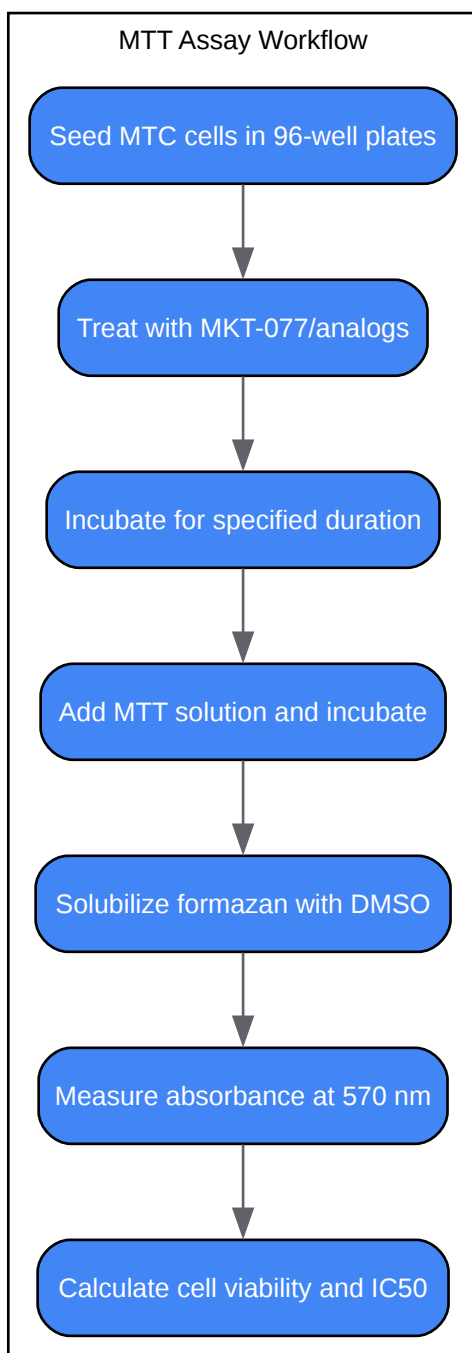 MTT Assay Workflow
Seed MTC cells in 96-well plates
Treat with MKT-077/analogs
Incubate for specified duration
Add MTT solution and incubate
Solubilize formazan with DMSO
Measure absorbance at 570 nm
Calculate cell viability and IC50